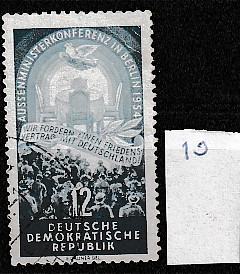 AUSSENMINISTERKONFERENZ IN BERLIN 1954
WIR FORDERN EINEN FRIEDENS
VERTRAG MIT DEUTSCHLAND!
12
DEUTSCHE
DEMOKRATISCHE
REPUBLIK
10